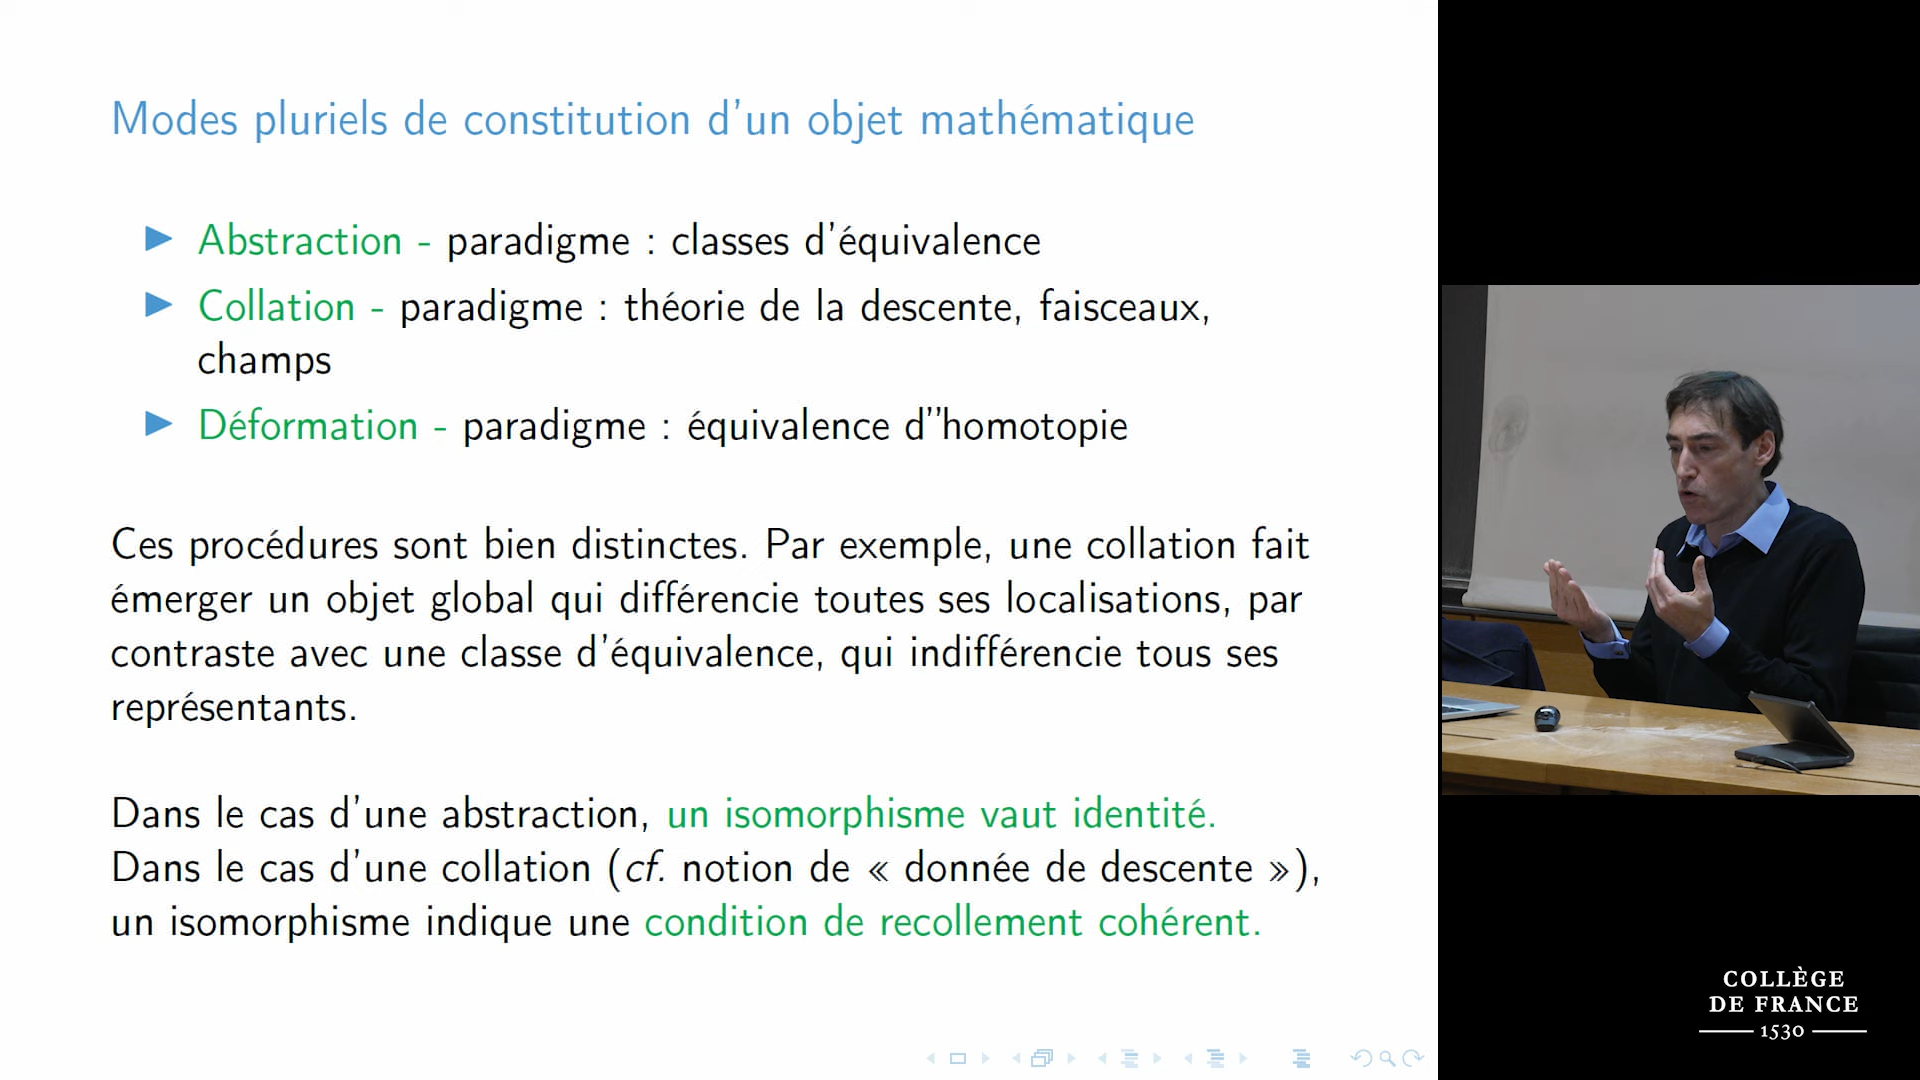 Modes pluriels de constitution d'un objet mathématique
Abstraction - paradigme : classes d'équivalence
Collation - paradigme : théorie de la descente, faisceaux,
champs
Déformation - paradigme : équivalence d''homotopie
Ces procédures sont bien distinctes. Par exemple, une collation fait
émerger un objet global qui différencie toutes ses localisations, par
contraste avec une classe d'équivalence, qui indifférencie tous ses
représentants.
Dans le cas d'une abstraction, un isomorphisme vaut identité.
Dans le cas d'une collation (cf. notion de « donnée de descente »),
un isomorphisme indique une condition de recollement cohérent.
COLLÈGE
DE FRANCE
1530